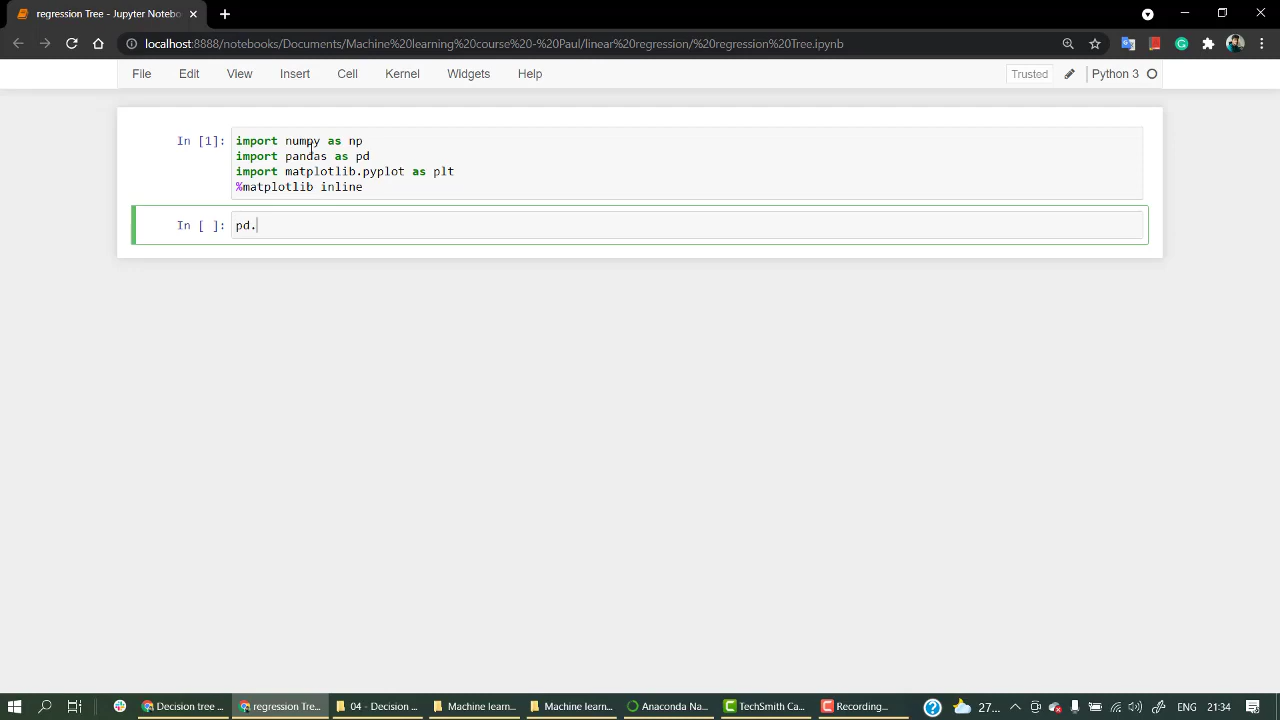 regression Tree - Jupyter Notebo
localhost:8888/notebooks/Documents/Machine%20learning%20course%20-%20Paul/linear%20regression/%20regression%20Tree.ipynb
File Edit View Insert Cell Kernel Widgets Help Trusted Python 3
In [1]: import numpy as np
import pandas as pd
import matplotlib.pyplot as plt
%matplotlib inline
In [ ]: pd.
Decision tree ... regression Tre... 04 - Decision ... Machine learn... Machine learn... Anaconda Na... TechSmith Ca... Recording... 27... ENG 21:34